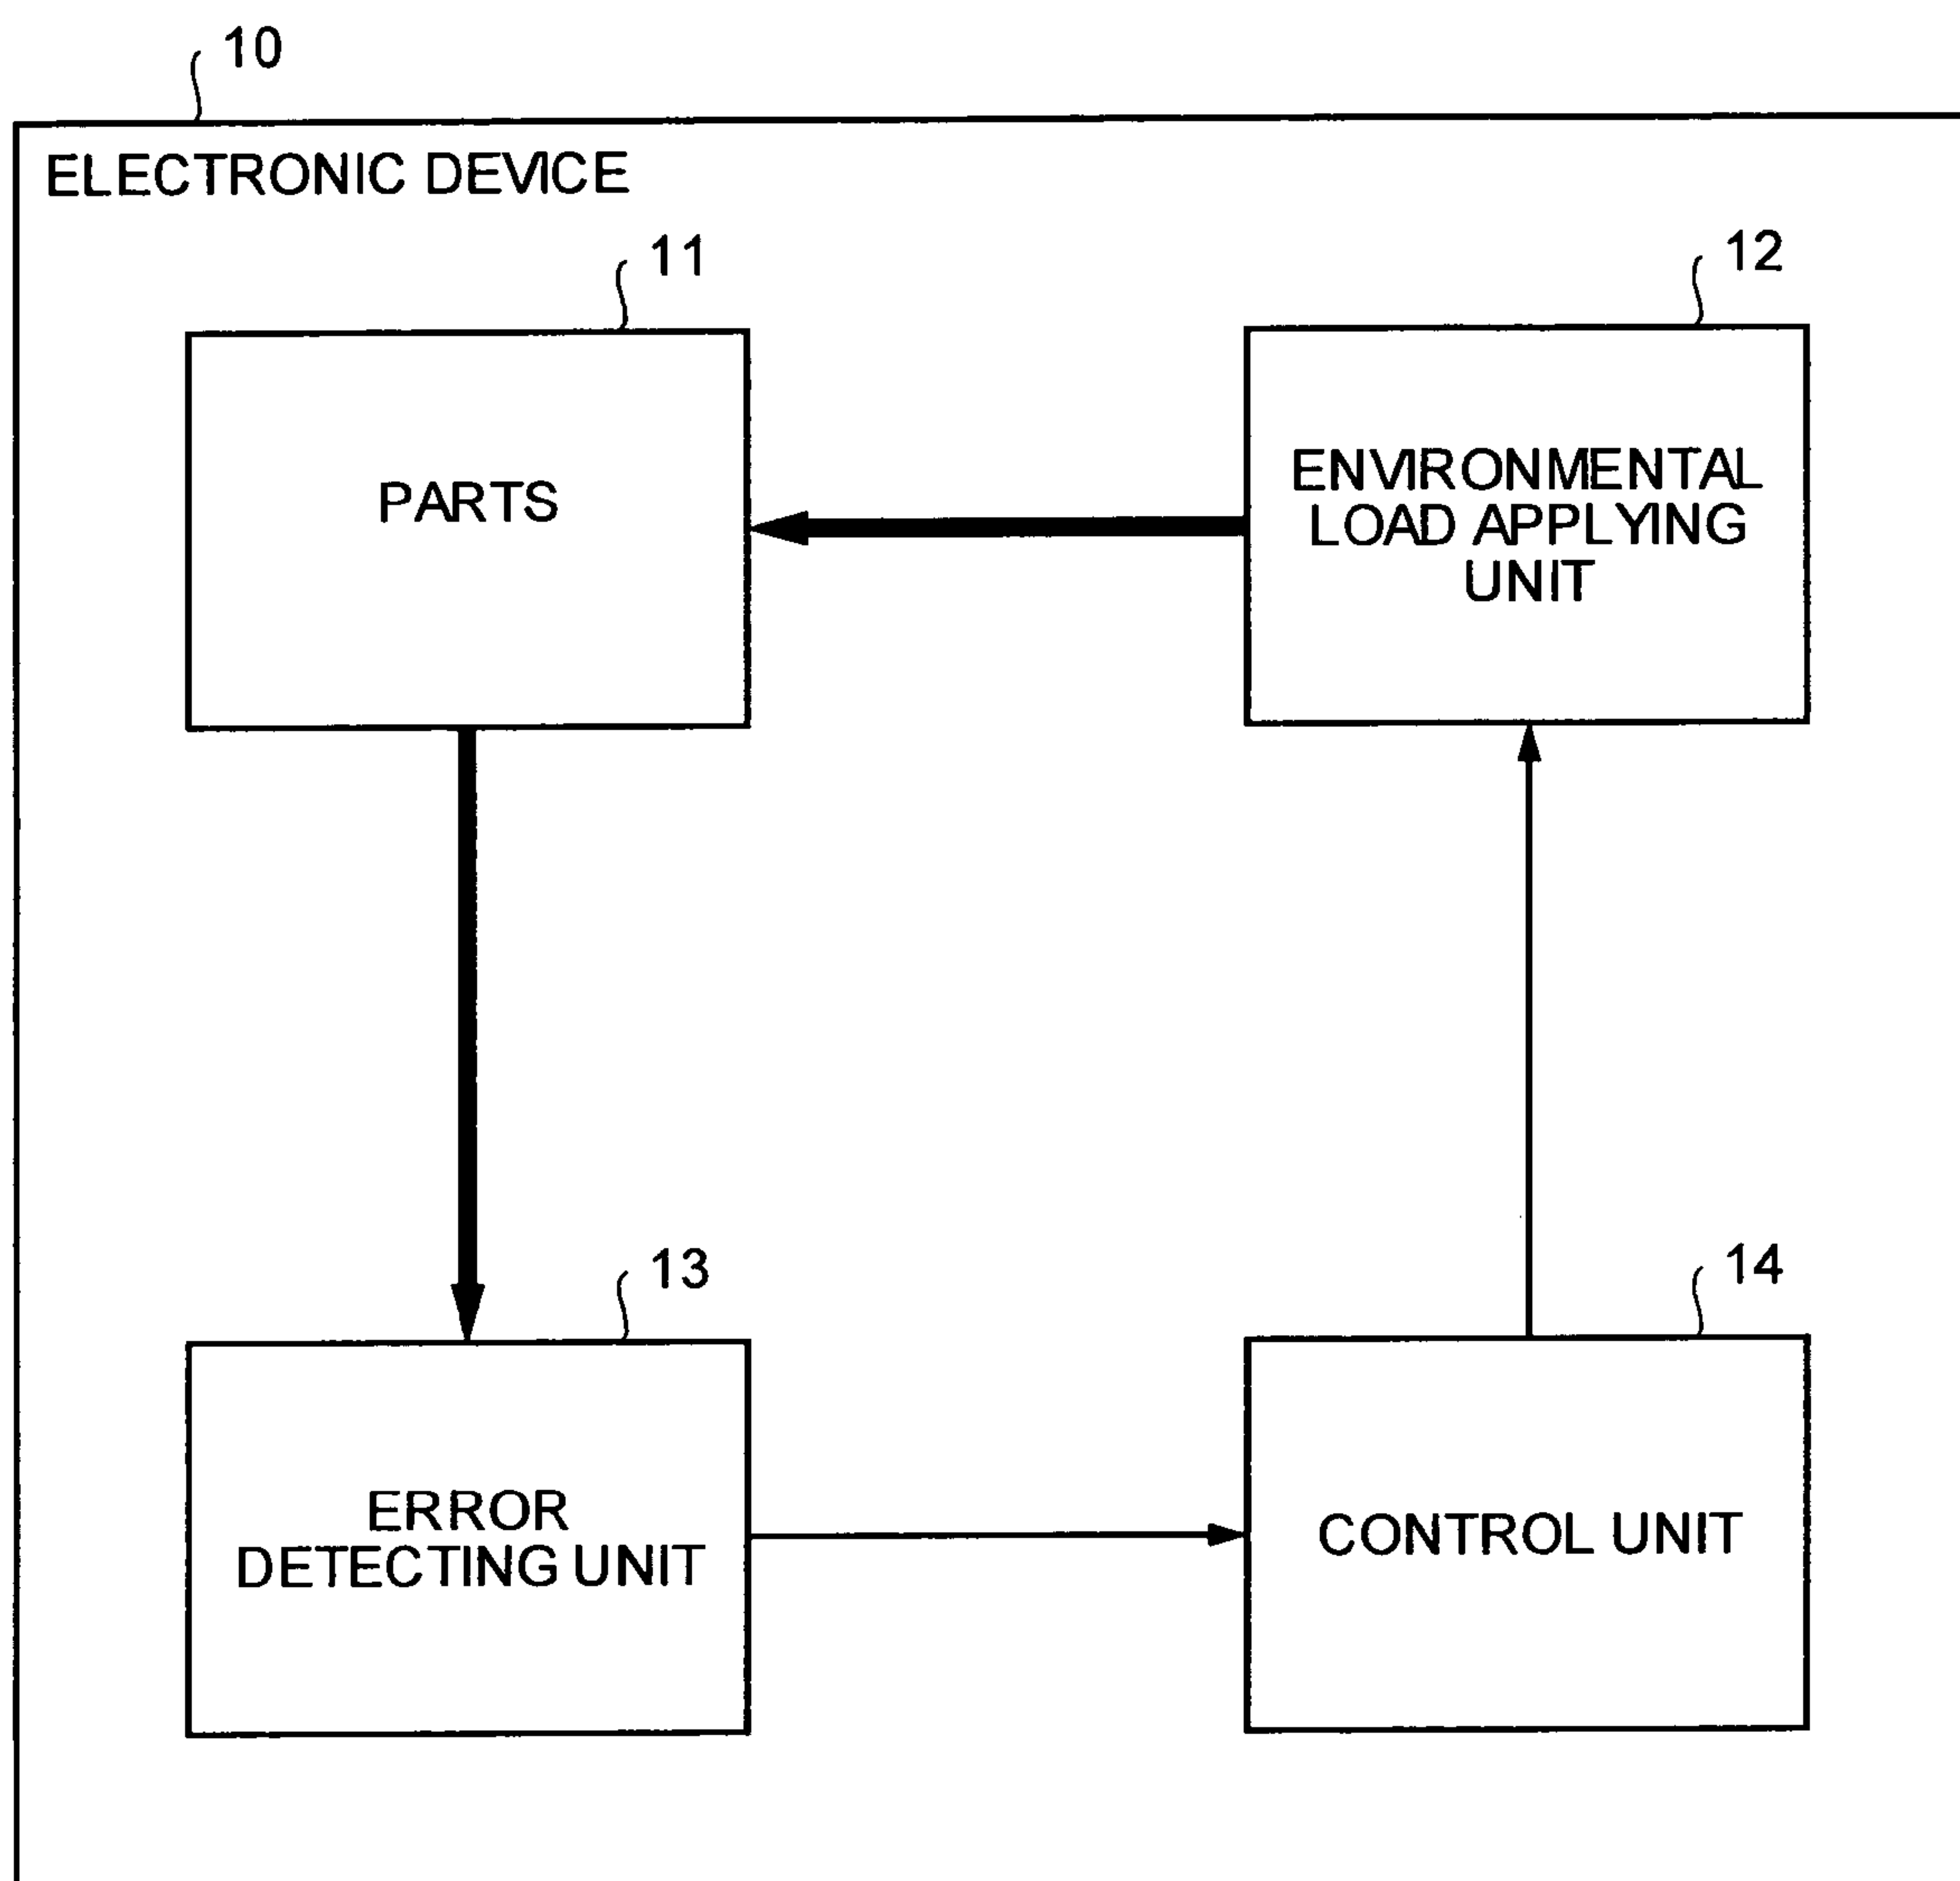 10
ELECTRONIC DEVICE
11
12
PARTS
ENVIRONMENTAL
LOAD APPLYING
UNIT
13
14
ERROR
DETECTING UNIT
CONTROL UNIT